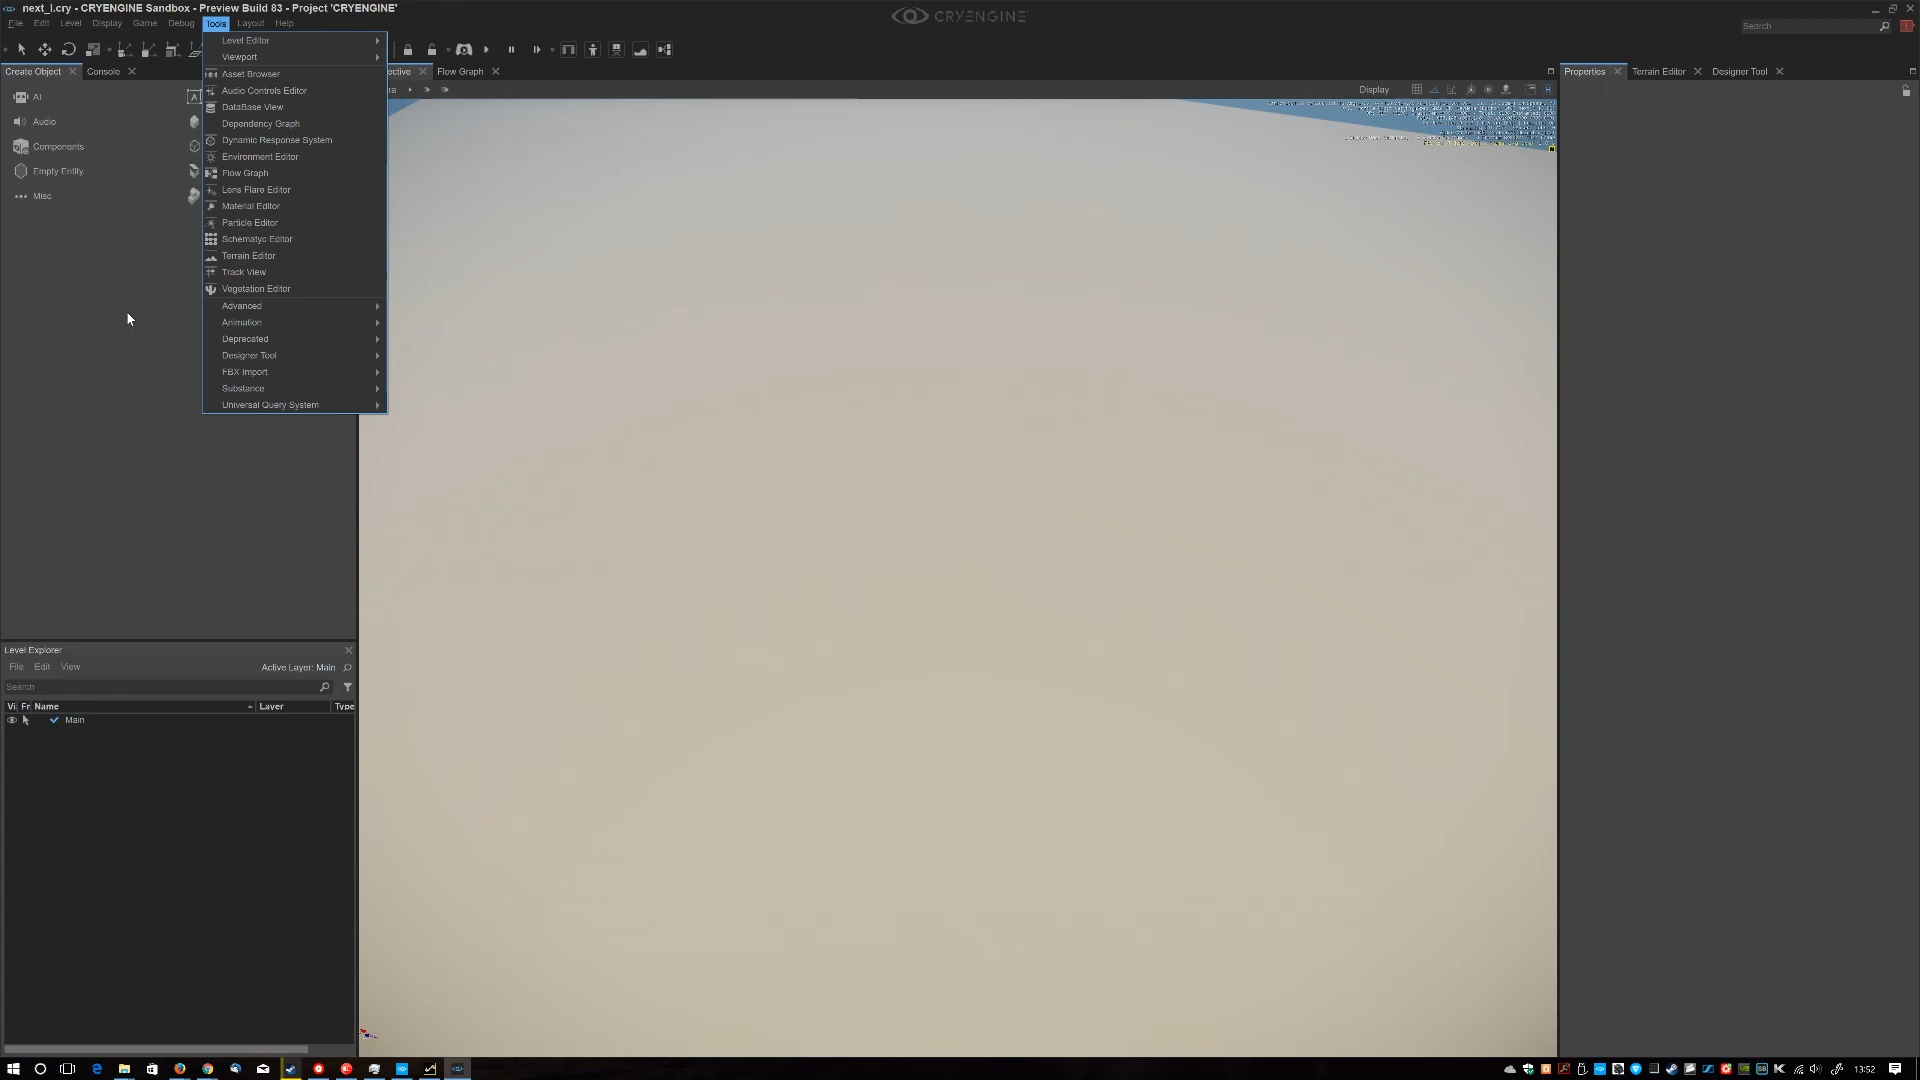 next_l.cry - CRYENGINE Sandbox - Preview Build 83 - Project 'CRYENGINE'
CRYENGINE
File Edit Level Display Game Debug Tools Layout Help
Search
Create Object
Console
Flow Graph
Properties
Terrain Editor
Designer Tool
Display
AI
Audio
Components
Empty Entity
Misc
Level Editor
Viewport
Asset Browser
Audio Controls Editor
DataBase View
Dependency Graph
Dynamic Response System
Environment Editor
Flow Graph
Lens Flare Editor
Material Editor
Particle Editor
Schematyc Editor
Terrain Editor
Track View
Vegetation Editor
Advanced
Animation
Deprecated
Designer Tool
FBX Import
Substance
Universal Query System
Level Explorer
File Edit View
Active Layer: Main
Search
Vi Fr Name Layer Type
Main
13:52